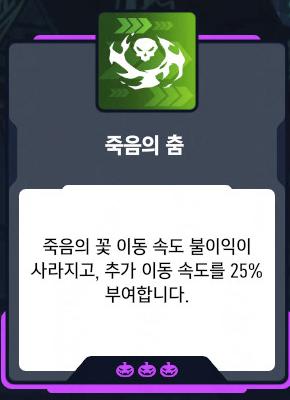 죽음의 춤
죽음의 꽃 이동 속도 불이익이
사라지고, 추가 이동 속도를 25%
부여합니다.